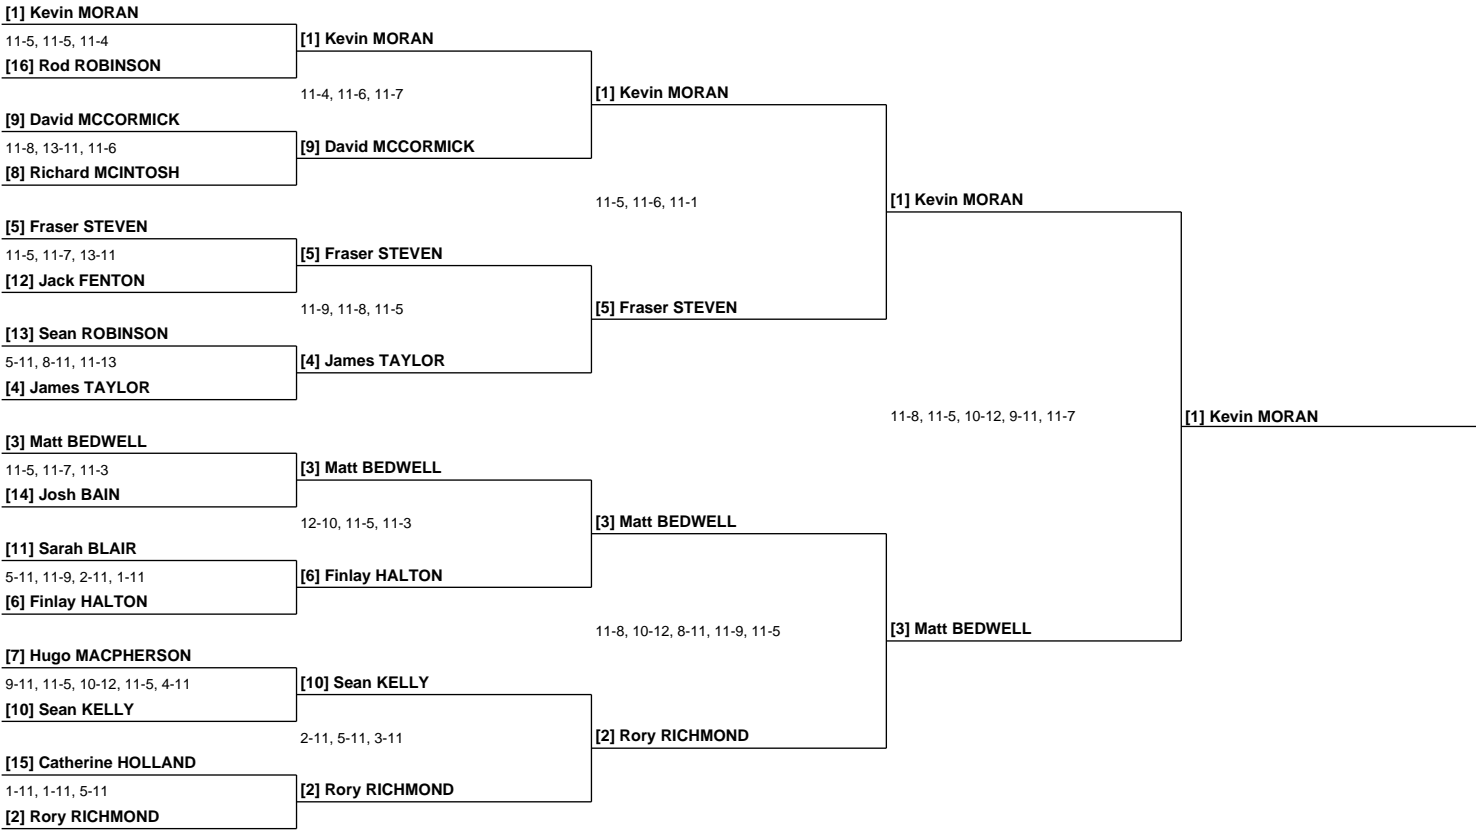 [1] Kevin MORAN
11-5, 11-5, 11-4
[16] Rod ROBINSON
[9] David MCCORMICK
11-8, 13-11, 11-6
[8] Richard MCINTOSH
[5] Fraser STEVEN
11-5, 11-7, 13-11
[12] Jack FENTON
[13] Sean ROBINSON
5-11, 8-11, 11-13
[4] James TAYLOR
[3] Matt BEDWELL
11-5, 11-7, 11-3
[14] Josh BAIN
[11] Sarah BLAIR
5-11, 11-9, 2-11, 1-11
[6] Finlay HALTON
[7] Hugo MACPHERSON
9-11, 11-5, 10-12, 11-5, 4-11
[10] Sean KELLY
[15] Catherine HOLLAND
1-11, 1-11, 5-11
[2] Rory RICHMOND
[1] Kevin MORAN
11-4, 11-6, 11-7
[9] David MCCORMICK
[5] Fraser STEVEN
11-9, 11-8, 11-5
[4] James TAYLOR
[3] Matt BEDWELL
12-10, 11-5, 11-3
[6] Finlay HALTON
[10] Sean KELLY
2-11, 5-11, 3-11
[2] Rory RICHMOND
[1] Kevin MORAN
11-5, 11-6, 11-1
[5] Fraser STEVEN
[3] Matt BEDWELL
11-8, 10-12, 8-11, 11-9, 11-5
[2] Rory RICHMOND
[1] Kevin MORAN
11-8, 11-5, 10-12, 9-11, 11-7
[3] Matt BEDWELL
[1] Kevin MORAN